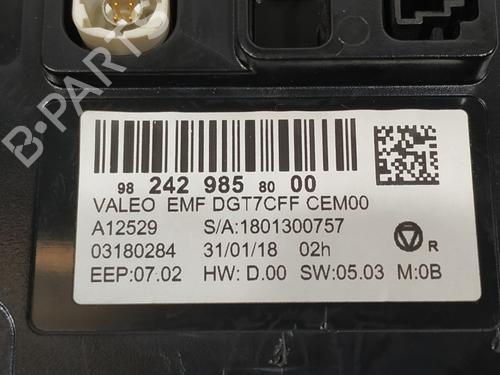 B-PARTS
98 242 985 80 00
VALEO EMF DGT7CFF CEM00
A12529 S/A:1801300757
03180284 31/01/18 02h
R
EEP:07.02 HW: D.00 SW:05.03 M:0B